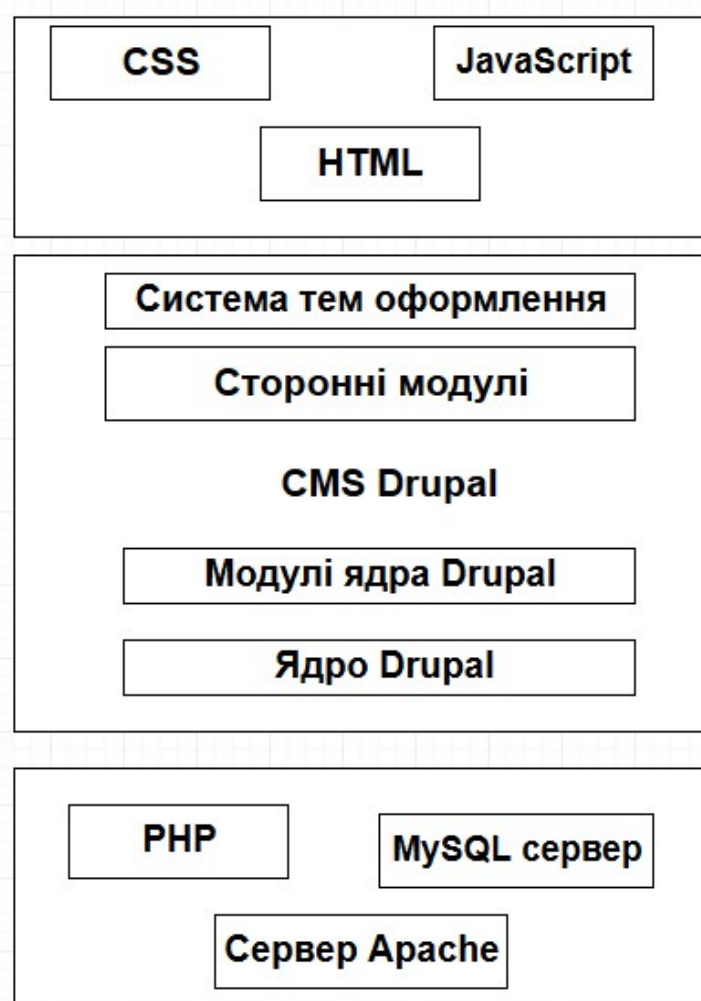 CSS
JavaScript
HTML
Система тем оформлення
Сторонні модулі
CMS Drupal
Модулі ядра Drupal
Ядро Drupal
PHP
MySQL сервер
Сервер Apache